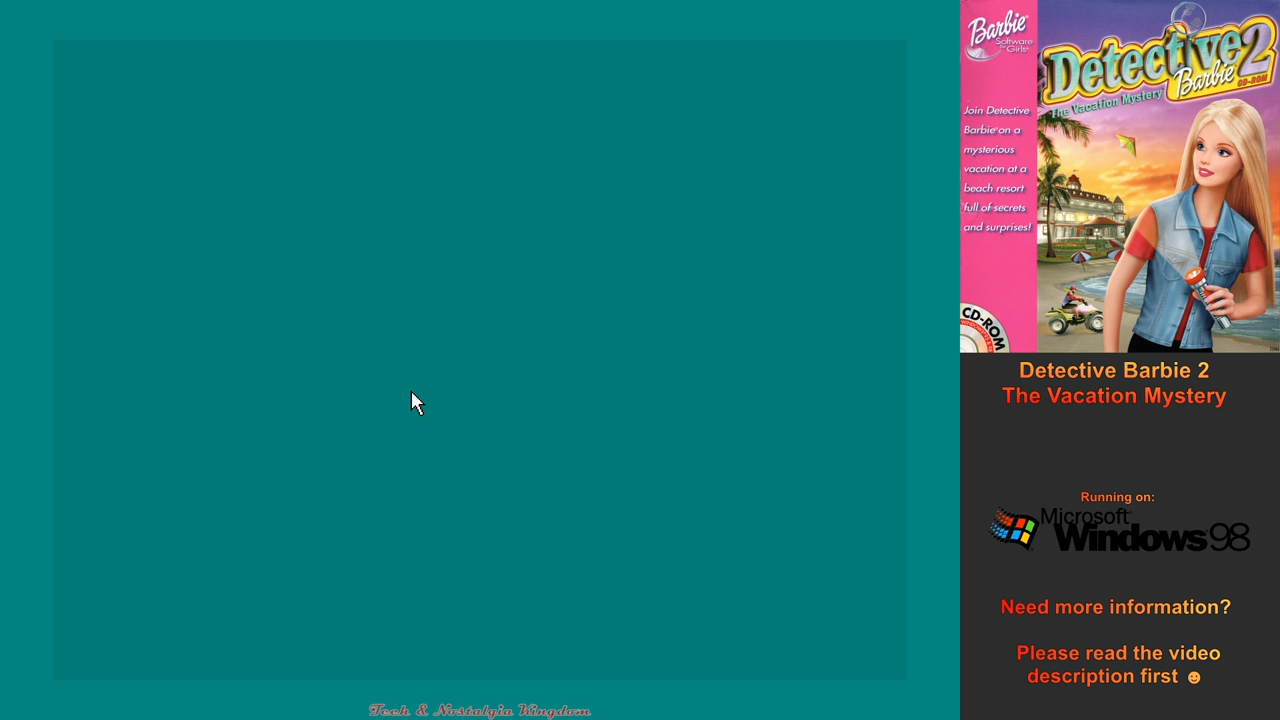 Barbie
Software
for Girls
Detective 2
Barbie
CD-ROM
The Vacation Mystery
Join Detective
Barbie on a
mysterious
vacation at a
beach resort
full of secrets
and surprises!
CD-ROM
Detective Barbie 2
The Vacation Mystery
Running on:
Microsoft
Windows 98
Need more information?
Please read the video
description first ☻
Tech & Nostalgia Kingdom